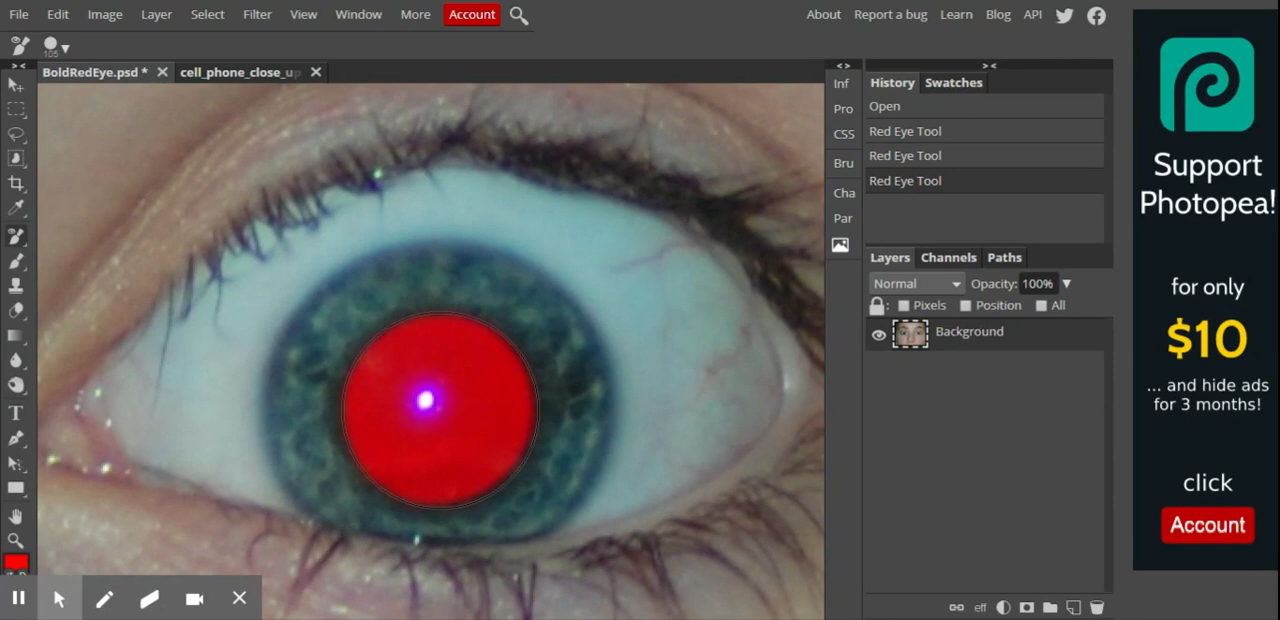 File Edit Image Layer Select Filter View Window More Account
About Report a bug Learn Blog API
105
BoldRedEye.psd * cell_phone_close_up
Inf
Pro
CSS
Bru
Cha
Par
History Swatches
Open
Red Eye Tool
Red Eye Tool
Red Eye Tool
Layers Channels Paths
Normal Opacity: 100%
: Pixels Position All
Background
eff
T
Support
Photopea!
for only
$10
... and hide ads
for 3 months!
click
Account